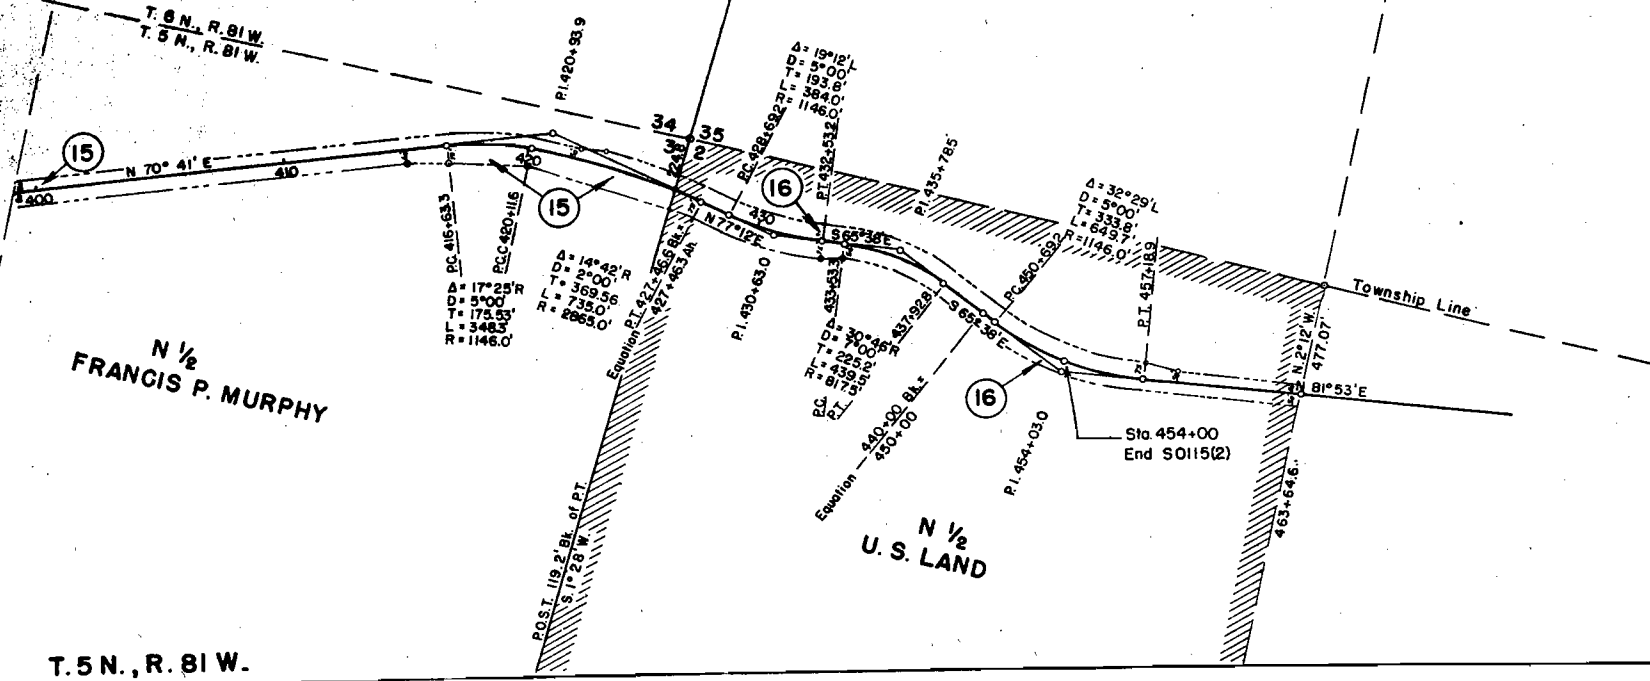 T. 6 N., R. 81 W.
T. 5 N., R. 81 W.
P.I. 420+93.9
34
35
3
2
224.8
15
N 70° 41' E
400
410
420
15
P.C. 416+63.3
P.C.C. 420+11.6
Δ = 17°25'R
D = 5°00'
T = 175.53'
L = 348.3'
R = 1146.0'
Δ = 14°42'R
D = 2°00'
T = 369.56
L = 735.0'
R = 2865.0'
Equation P.T. 427+46.6 Bk. =
427+46.3 Ah.
Δ = 19°12'L
D = 5°00'
T = 193.8'
L = 384.0'
R = 1146.0'
P.C. 428+69.2
P.T. 432+53.2
16
430
N 77°12' E
P.I. 430+63.0
S 65°38' E
P.I. 435+78.5
433+53.3
437+92.8
Δ = 30°46'R
D = 7°00'
T = 225.2'
L = 439.5'
R = 817.5'
P.C.
P.T.
S 65° 38' E
Equation 440+00 Bk. =
450+00
P.C. 450+69.2
Δ = 32°29'L
D = 5°00'
T = 333.8'
L = 649.7'
R = 1146.0'
P.T. 457+18.9
16
P.I. 454+03.0
Sta. 454+00
End S0115(2)
Township Line
N. 2°12' W.
477.07'
N 81°53' E
463+64.6
N 1/2
FRANCIS P. MURPHY
N 1/2
U. S. LAND
P.O.S.T. 119.2' Bk. of P.T.
S. 1° 28' W.
T. 5 N., R. 81 W.